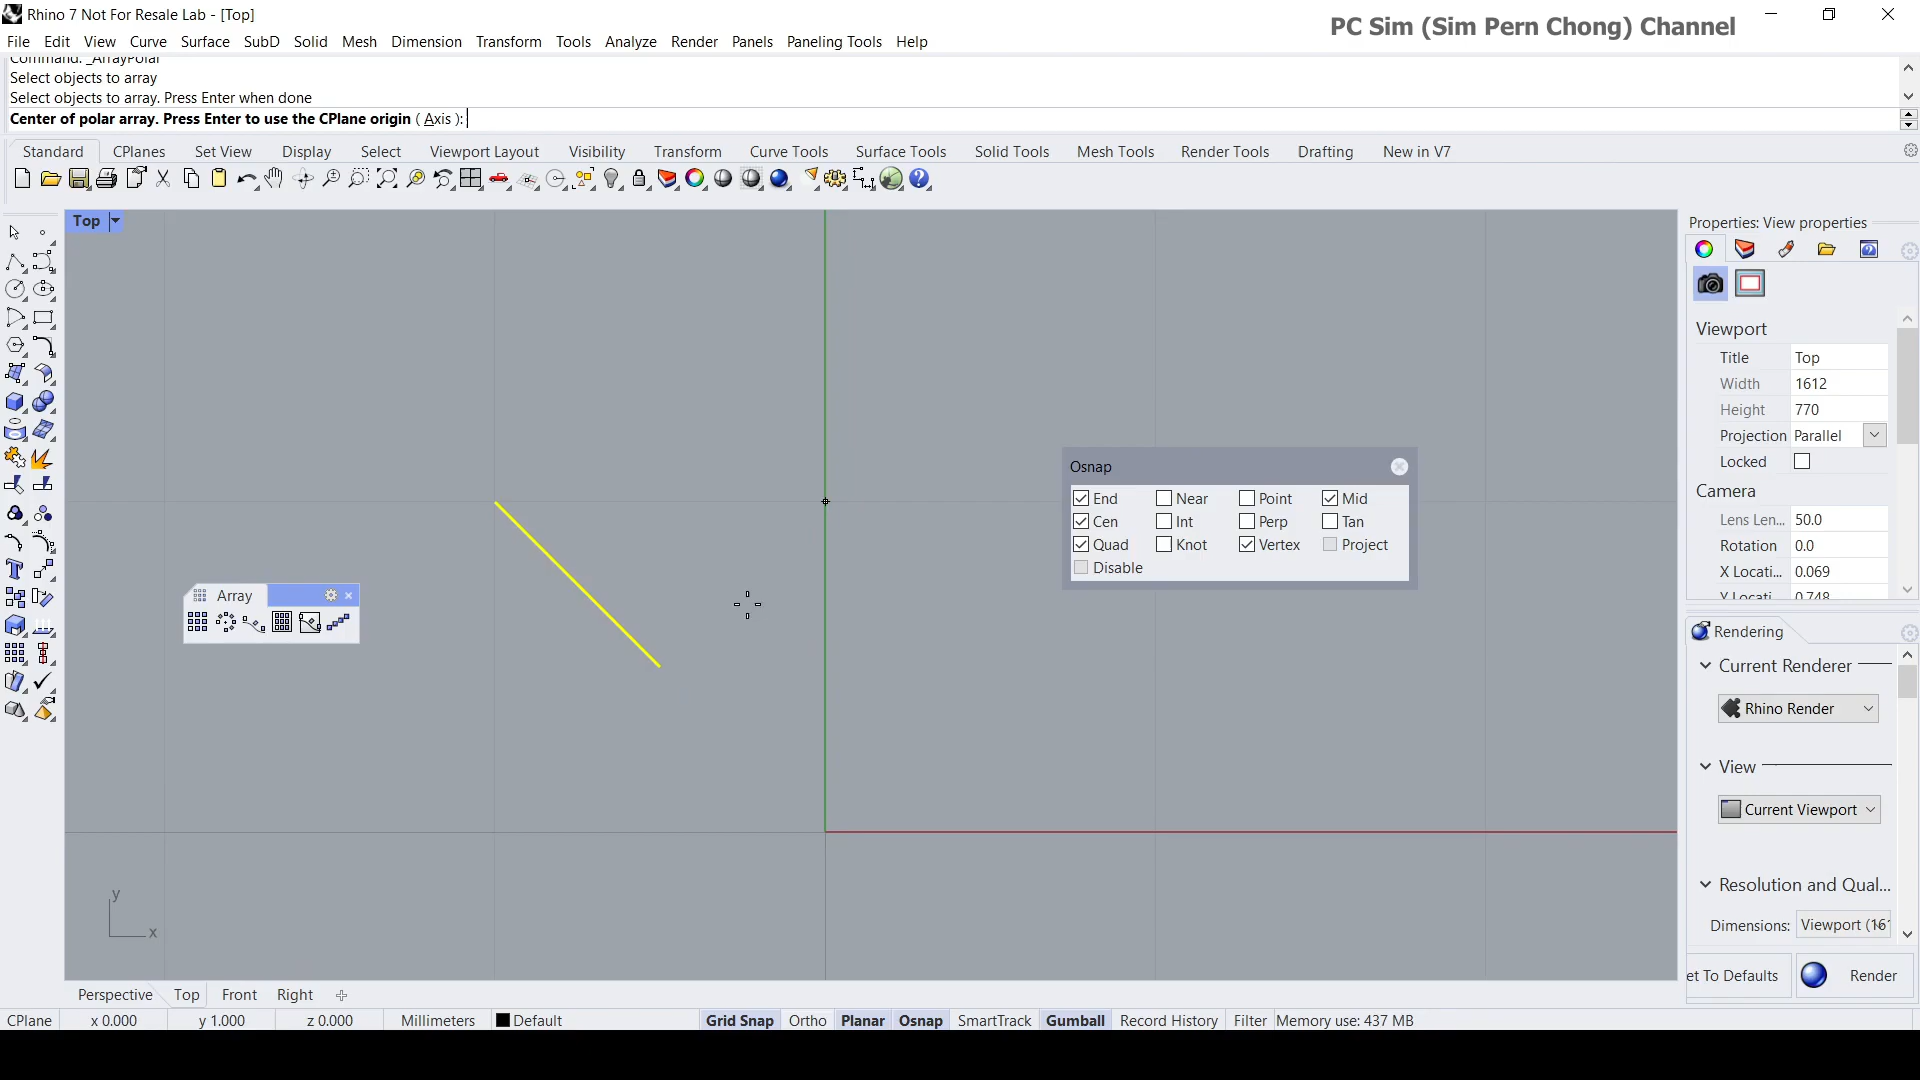 Rhino 7 Not For Resale Lab - [Top]
PC Sim (Sim Pern Chong) Channel
File Edit View Curve Surface SubD Solid Mesh Dimension Transform Tools Analyze Render Panels Paneling Tools Help
Command: _ArrayPolar
Select objects to array
Select objects to array. Press Enter when done
Center of polar array. Press Enter to use the CPlane origin ( Axis ):
Standard CPlanes Set View Display Select Viewport Layout Visibility Transform Curve Tools Surface Tools Solid Tools Mesh Tools Render Tools Drafting New in V7
Top
Properties: View properties
Viewport
Title Top
Width 1612
Height 770
Projection Parallel
Locked
Camera
Lens Len... 50.0
Rotation 0.0
X Locati... 0.069
Y Locati 0.748
Osnap
End Near Point Mid
Cen Int Perp Tan
Quad Knot Vertex Project
Disable
Array
Rendering
Current Renderer
Rhino Render
View
Current Viewport
Resolution and Qual...
Dimensions: Viewport (161
et To Defaults Render
y
x
Perspective Top Front Right
CPlane x 0.000 y 1.000 z 0.000 Millimeters Default Grid Snap Ortho Planar Osnap SmartTrack Gumball Record History Filter Memory use: 437 MB